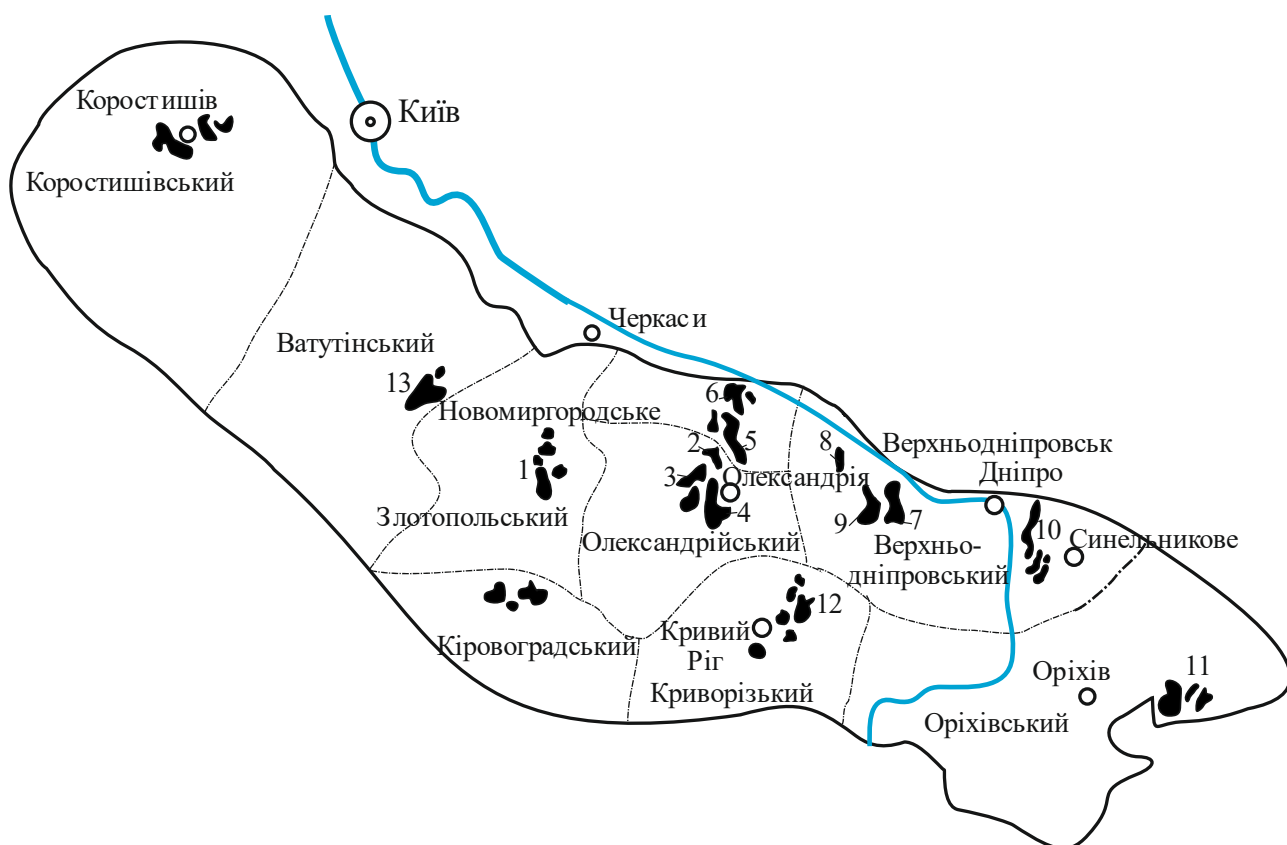 Коростишів
Київ
Коростишівський
Черкаси
Ватутінський
13
6
Новомиргородське
2
5
8
Верхньодніпровськ
Дніпро
1
3
Олександрія
4
9
7
10
Злотопольський
Олександрійський
Верхньо-
дніпровський
Синельникове
12
Кривий
Ріг
Кіровоградський
Криворізький
Оріхів
11
Оріхівський